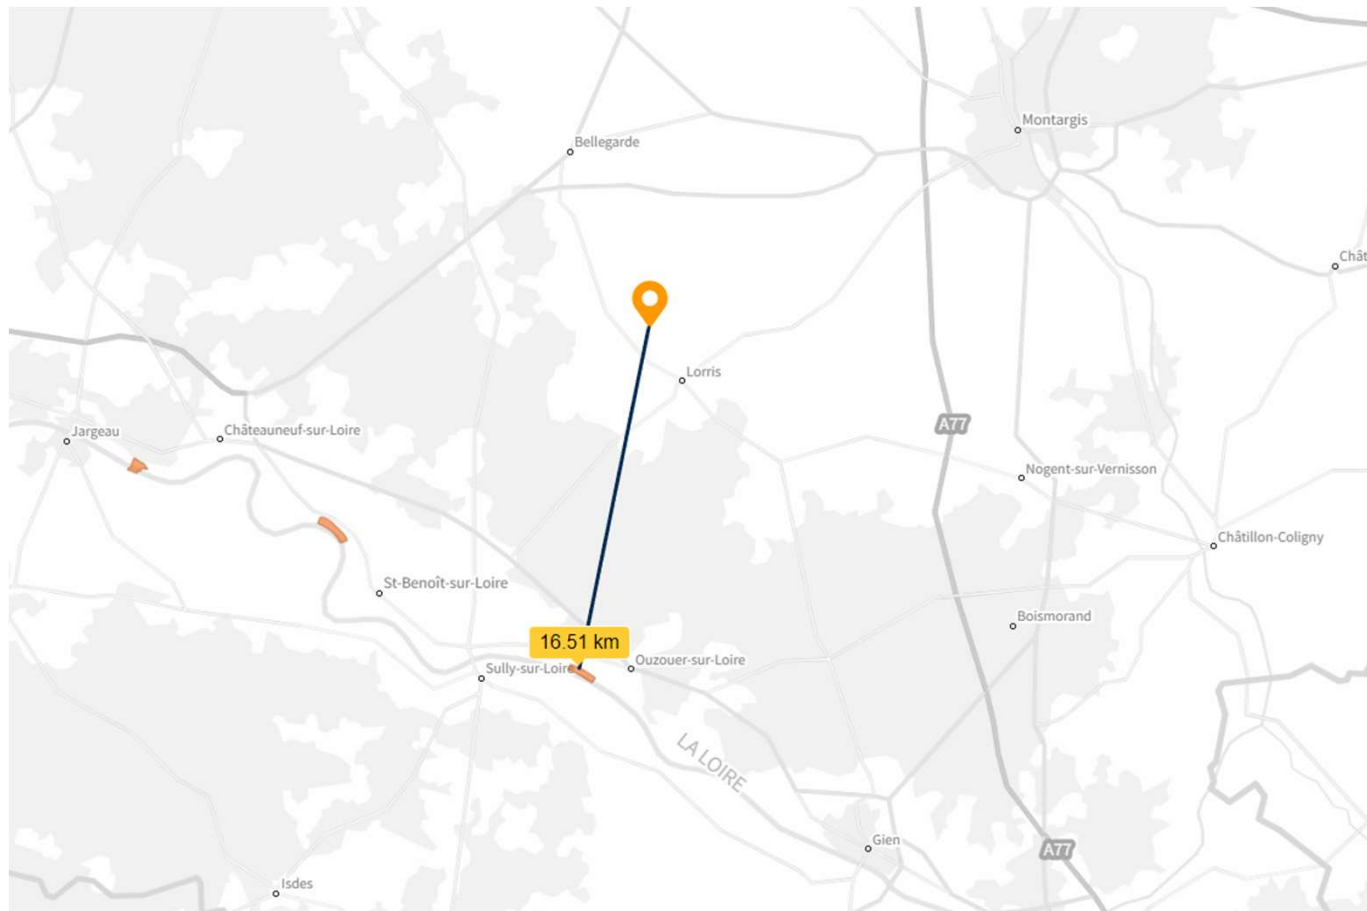 Montargis
Bellegarde
Chât
Lorris
A77
Jargeau
Châteauneuf-sur-Loire
Nogent-sur-Vernisson
Châtillon-Coligny
St-Benoît-sur-Loire
Boismorand
16.51 km
Ouzouer-sur-Loire
Sully-sur-Loire
LA LOIRE
Gien
A77
Isdes